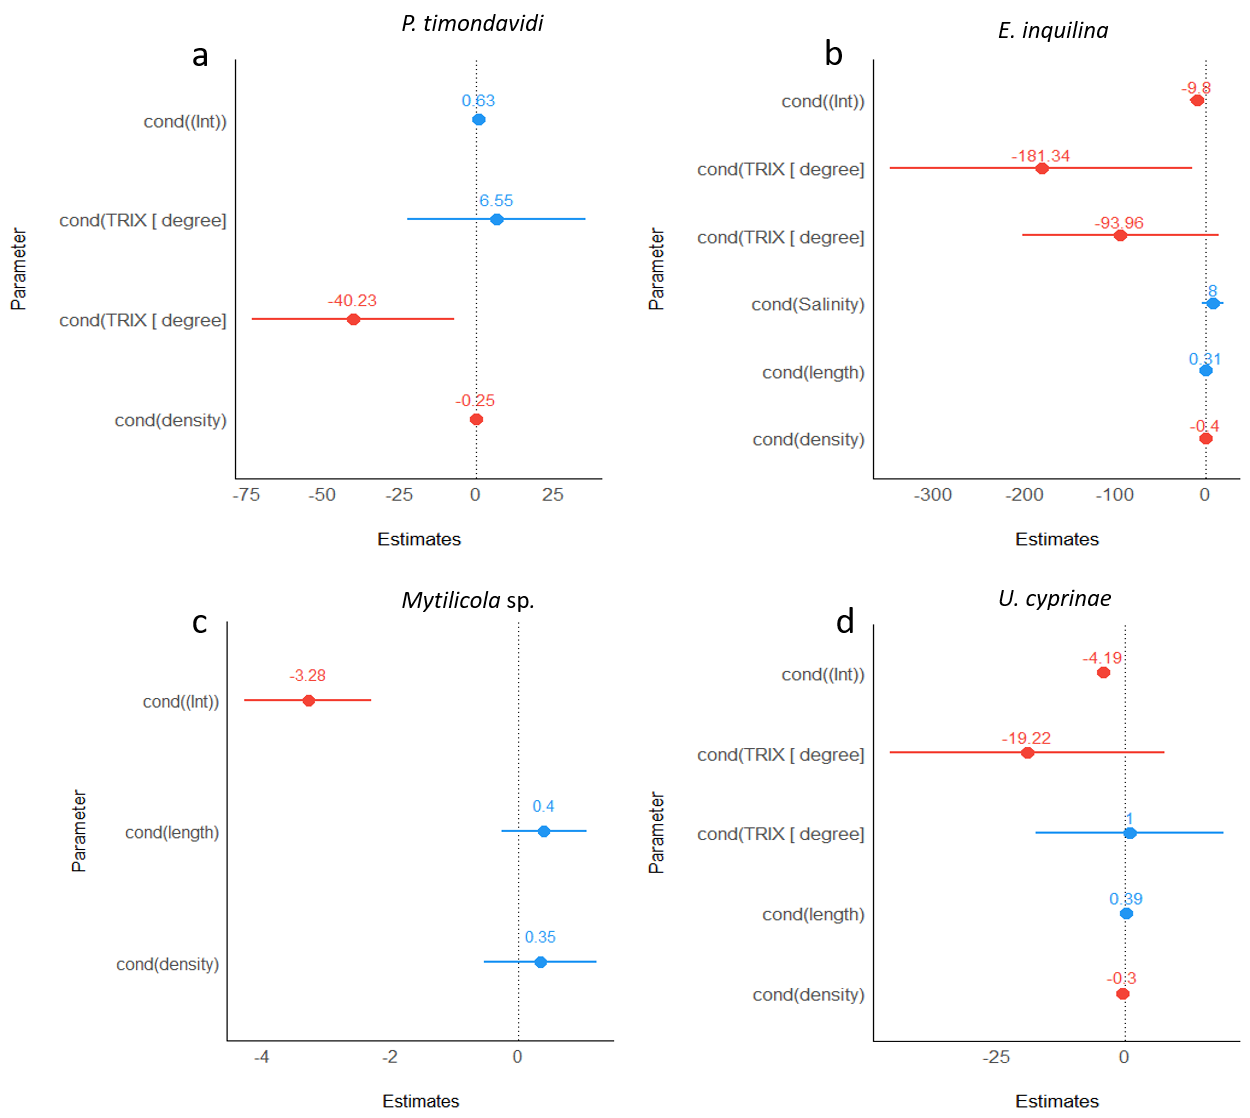 P. timondavidi
a
Parameter
cond((Int))
0.63
cond(TRIX [ degree]
6.55
cond(TRIX [ degree]
-40.23
cond(density)
-0.25
-75 -50 -25 0 25
Estimates
E. inquilina
b
Parameter
cond((Int))
-9.8
cond(TRIX [ degree]
-181.34
cond(TRIX [ degree]
-93.96
cond(Salinity)
8
cond(length)
0.31
cond(density)
-0.4
-300 -200 -100 0
Estimates
Mytilicola sp.
c
Parameter
cond((Int))
-3.28
cond(length)
0.4
cond(density)
0.35
-4 -2 0
Estimates
U. cyprinae
d
Parameter
cond((Int))
-4.19
cond(TRIX [ degree]
-19.22
cond(TRIX [ degree]
1
cond(length)
0.39
cond(density)
-0.3
-25 0
Estimates